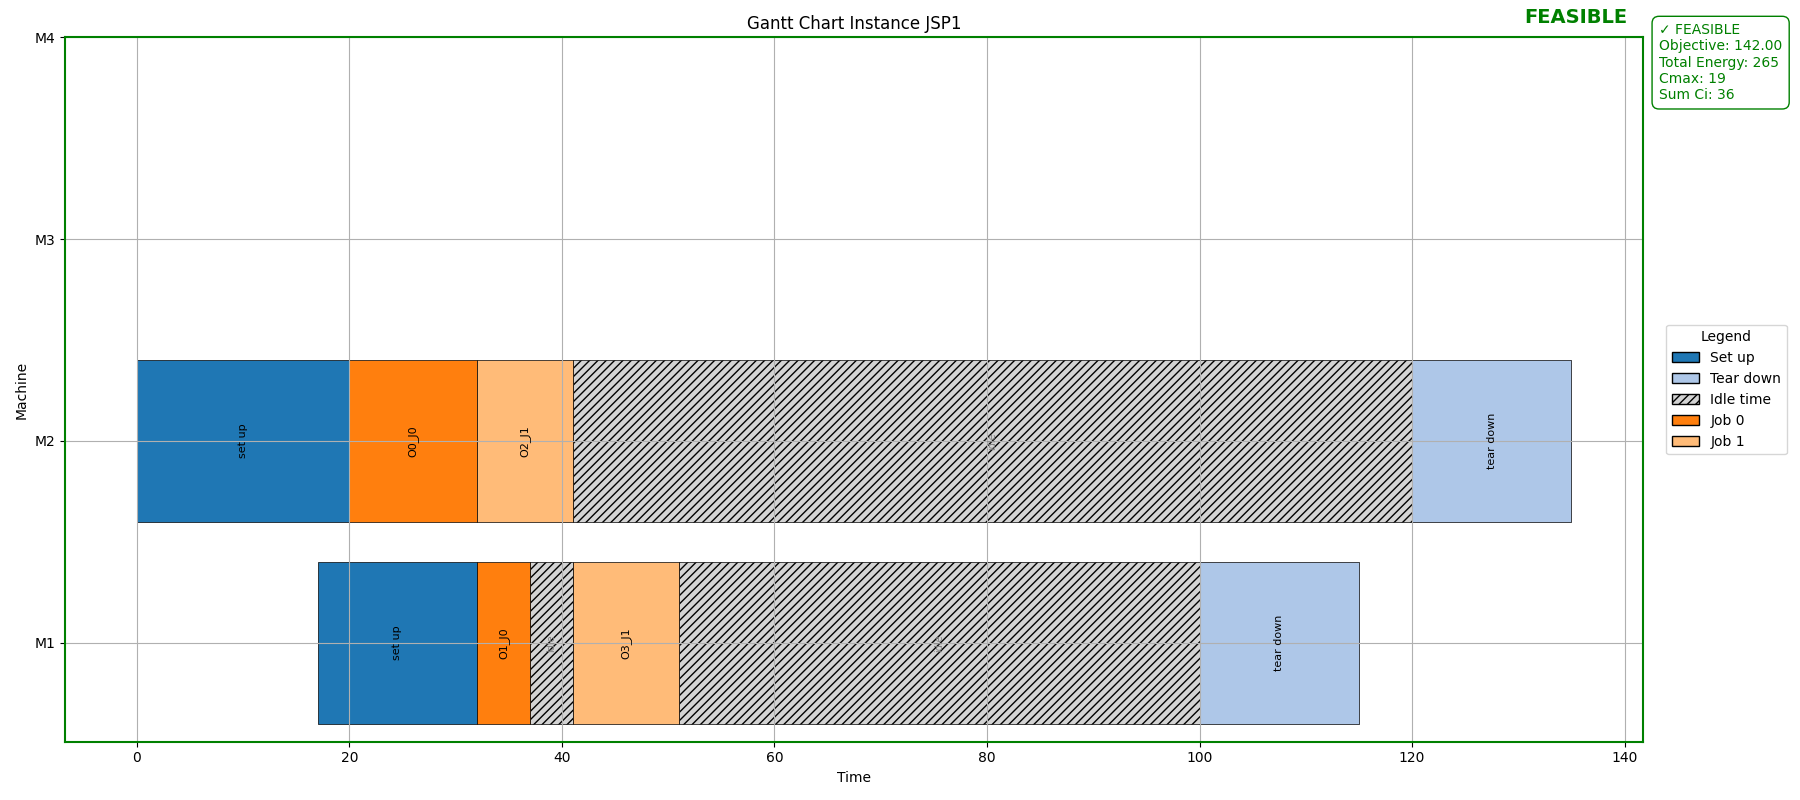 Gantt Chart Instance JSP1
FEASIBLE
✓ FEASIBLE
Objective: 142.00
Total Energy: 265
Cmax: 19
Sum Ci: 36
M4
M3
M2
M1
Machine
set up
O0_J0
O2_J1
tear down
set up
O1_J0
O3_J1
tear down
Legend
Set up
Tear down
Idle time
Job 0
Job 1
0 20 40 60 80 100 120 140
Time